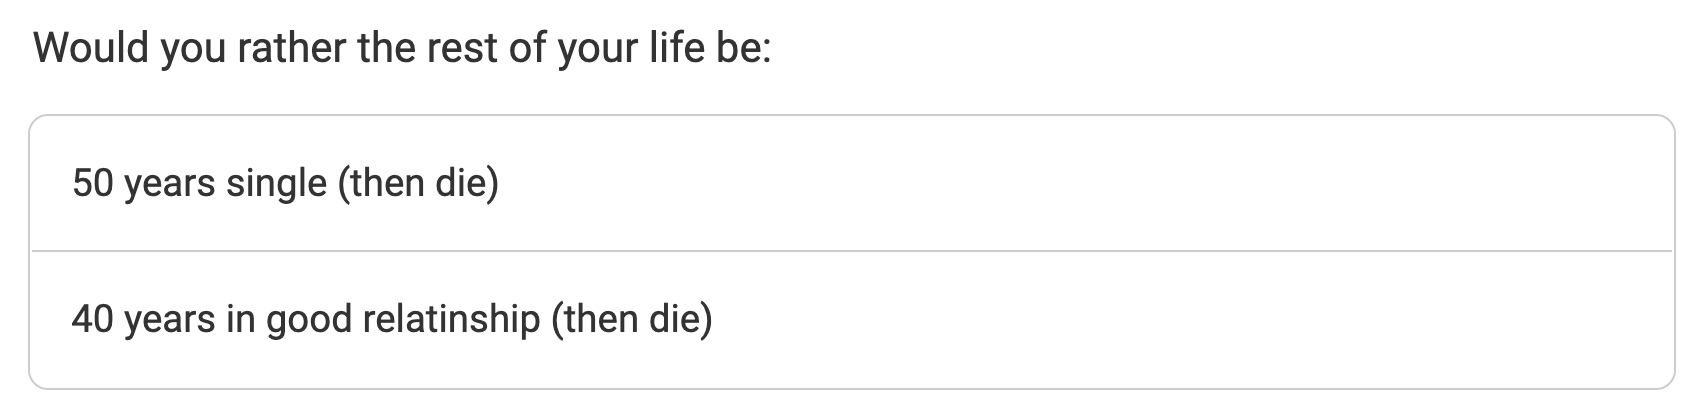 Would you rather the rest of your life be:
50 years single (then die)
40 years in good relatinship (then die)